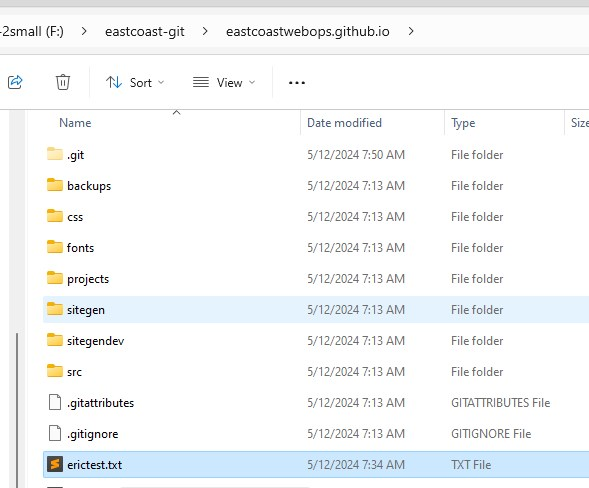 -2small (F:) > eastcoast-git > eastcoastwebops.github.io >
Sort View ...
Name Date modified Type Size
.git 5/12/2024 7:50 AM File folder
backups 5/12/2024 7:13 AM File folder
css 5/12/2024 7:13 AM File folder
fonts 5/12/2024 7:13 AM File folder
projects 5/12/2024 7:13 AM File folder
sitegen 5/12/2024 7:13 AM File folder
sitegendev 5/12/2024 7:13 AM File folder
src 5/12/2024 7:13 AM File folder
.gitattributes 5/12/2024 7:13 AM GITATTRIBUTES File
.gitignore 5/12/2024 7:13 AM GITIGNORE File
erictest.txt 5/12/2024 7:34 AM TXT File